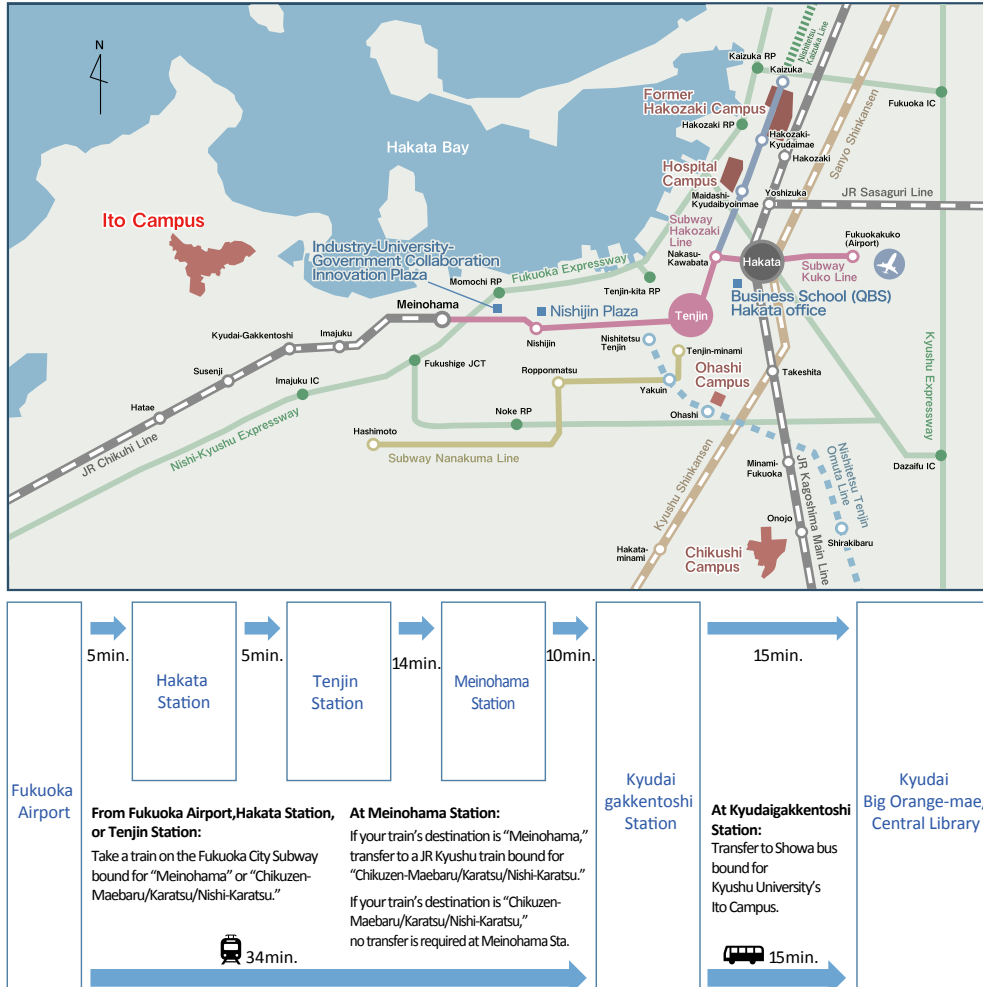 N
Nishitetsu
Kaizuka Line
Kaizuka RP
Kaizuka
Former
Hakozaki Campus
Fukuoka IC
Hakozaki RP
Hakozaki-
Kyudaimae
Hakozaki
Sanyo Shinkansen
Hakata Bay
Hospital
Campus
Maidashi-
Kyudaibyoinmae
Yoshizuka
JR Sasaguri Line
Ito Campus
Subway
Hakozaki
Line
Nakasu-
Kawabata
Hakata
Fukuokakuko
(Airport)
Subway
Kuko Line
Industry-University-
Government Collaboration
Innovation Plaza
Fukuoka Expressway
Momochi RP
Tenjin-kita RP
Business School (QBS)
Hakata office
Meinohama
Nishijin Plaza
Tenjin
Kyudai-Gakkentoshi
Imajuku
Nishijin
Nishitetsu
Tenjin
Tenjin-minami
Kyushu Expressway
Susenji
Fukushige JCT
Ropponmatsu
Yakuin
Ohashi
Campus
Takeshita
Imajuku IC
Hatae
Noke RP
Ohashi
Hashimoto
Subway Nanakuma Line
JR Chikuhi Line
Nishi-Kyushu Expressway
Minami-
Fukuoka
Dazaifu IC
Kyushu Shinkansen
JR Kagoshima Main Line
Nishitetsu Tenjin
Omuta Line
Onojo
Shirakibaru
Hakata-
minami
Chikushi
Campus
5min.
5min.
14min.
10min.
15min.
Hakata
Station
Tenjin
Station
Meinohama
Station
Fukuoka
Airport
Kyudai
gakkentoshi
Station
Kyudai
Big Orange-mae,
Central Library
From Fukuoka Airport,Hakata Station,
or Tenjin Station:
Take a train on the Fukuoka City Subway
bound for “Meinohama” or “Chikuzen-
Maebaru/Karatsu/Nishi-Karatsu.”
At Meinohama Station:
If your train’s destination is “Meinohama,”
transfer to a JR Kyushu train bound for
“Chikuzen-Maebaru/Karatsu/Nishi-Karatsu.”
If your train’s destination is “Chikuzen-
Maebaru/Karatsu/Nishi-Karatsu,”
no transfer is required at Meinohama Sta.
At Kyudaigakkentoshi
Station:
Transfer to Showa bus
bound for
Kyushu University’s
Ito Campus.
34min.
15min.